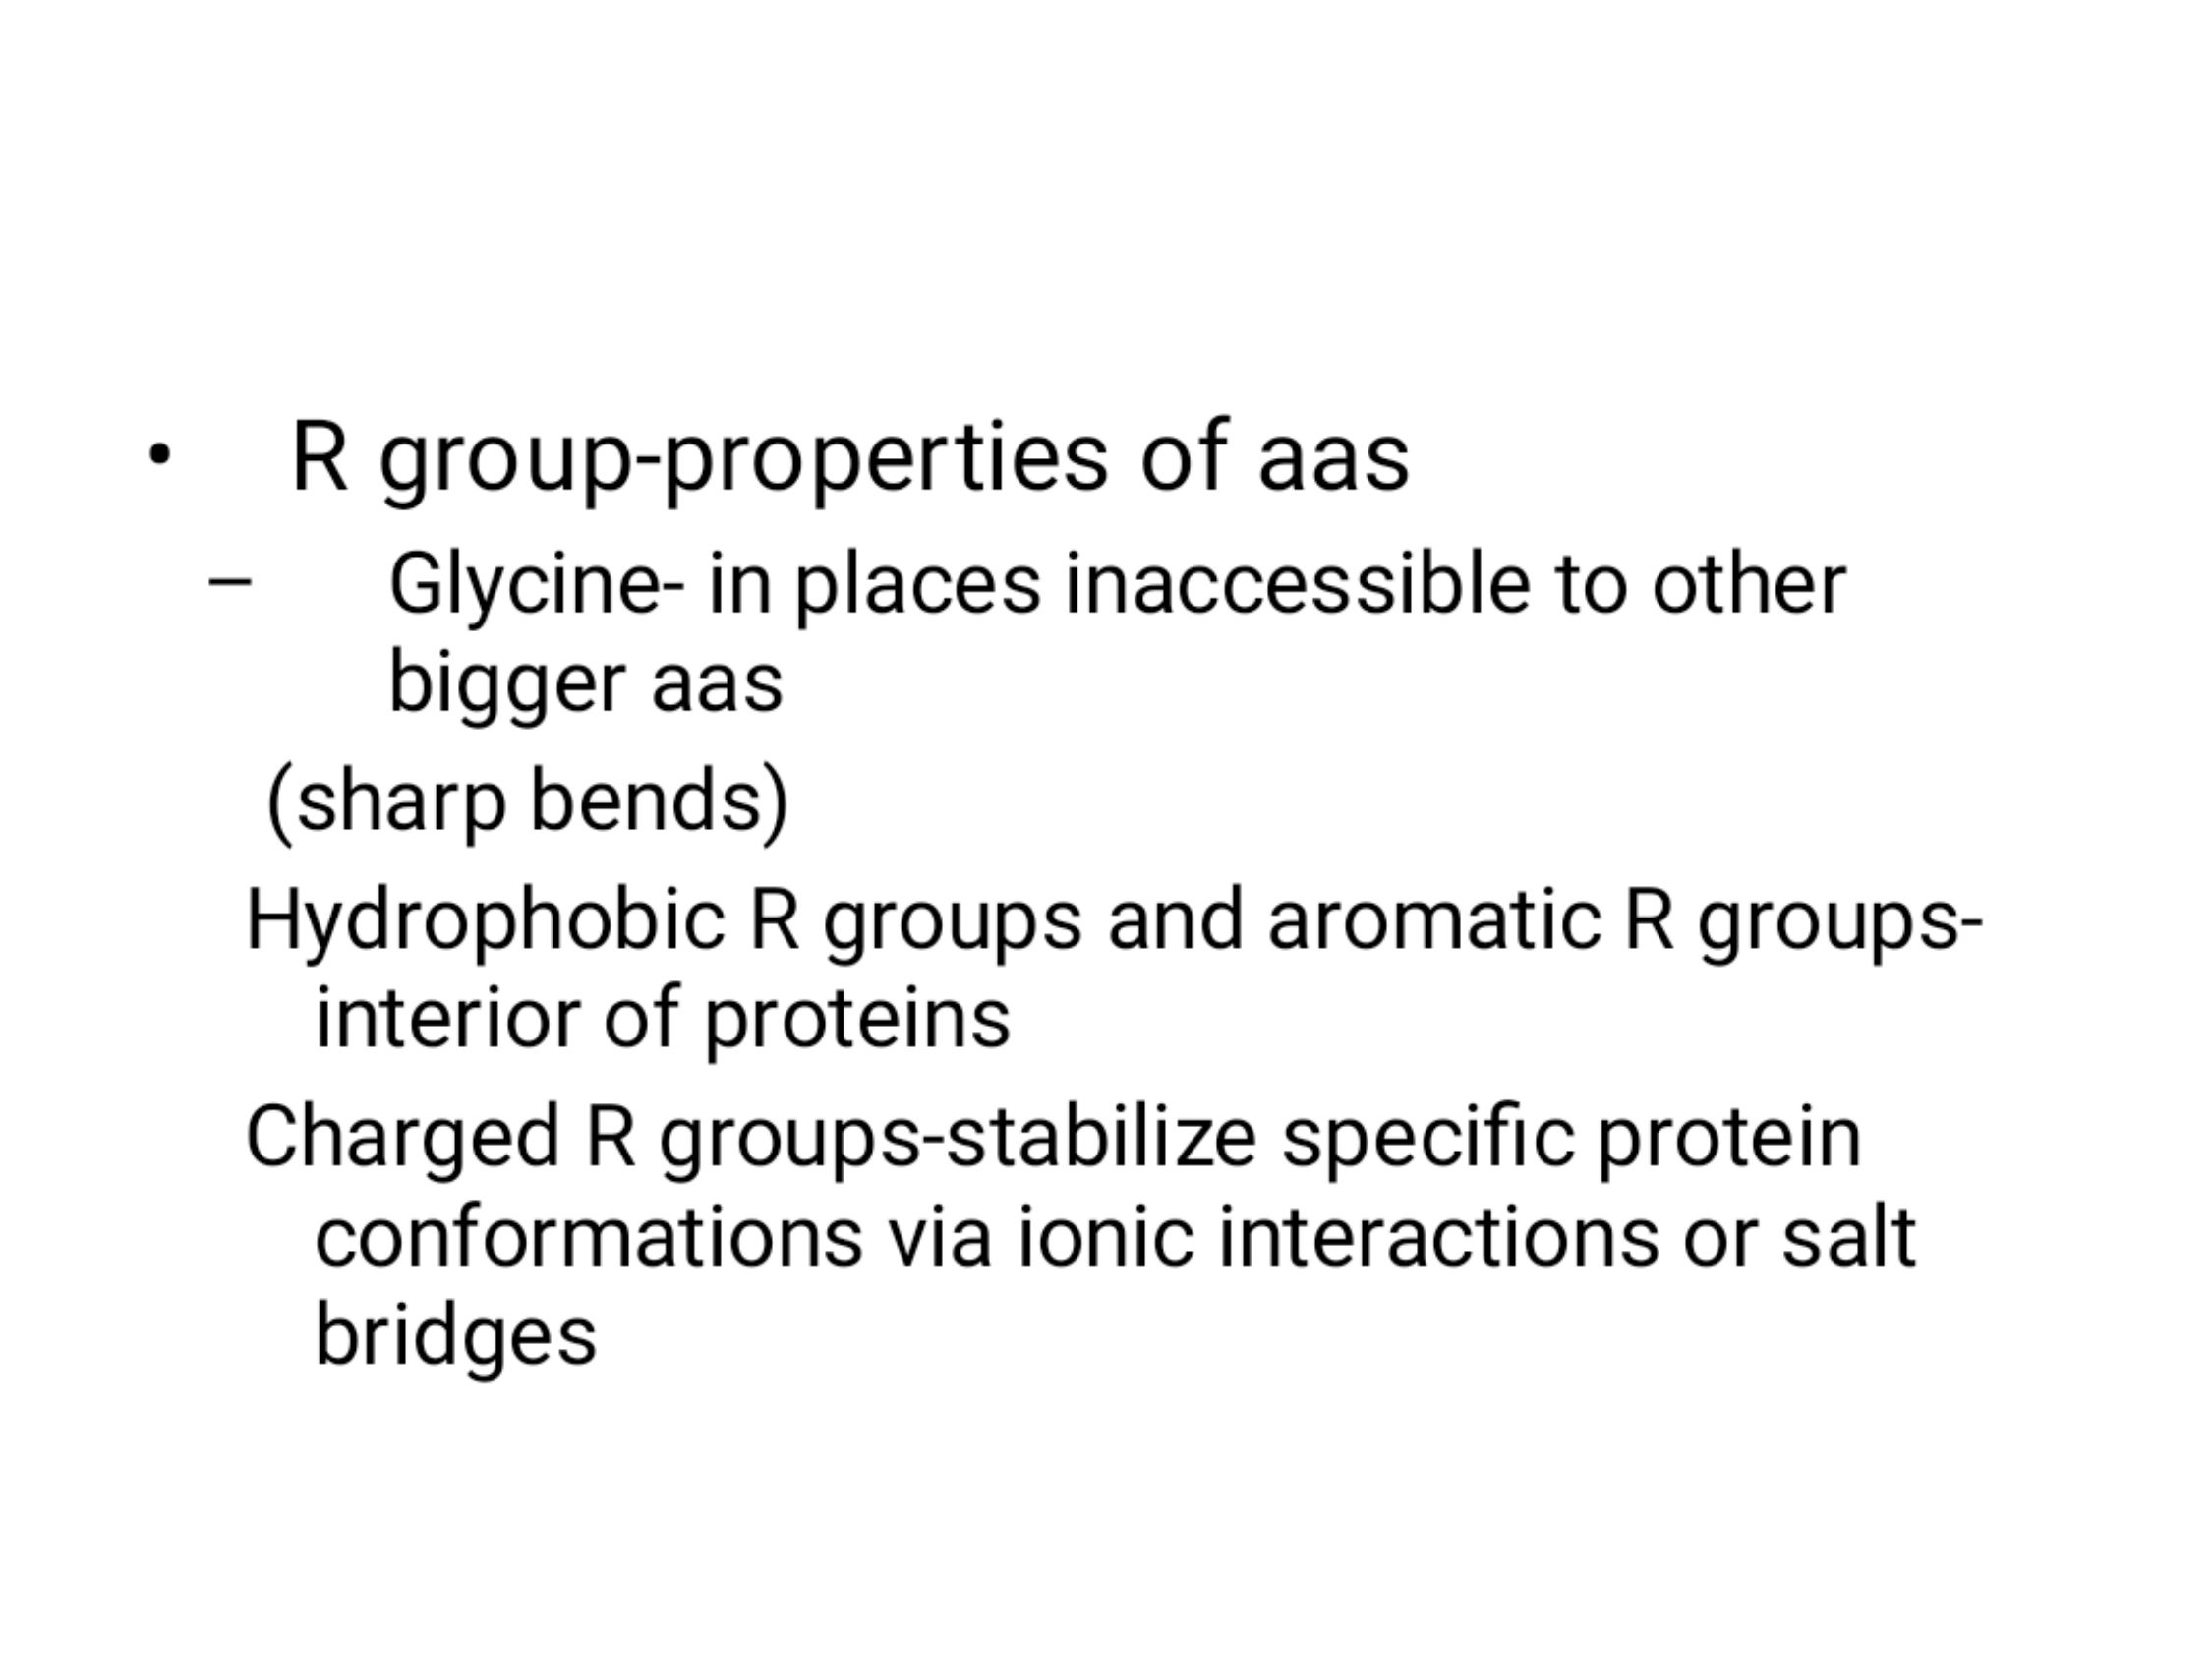 • R group-properties of aas
– Glycine- in places inaccessible to other
bigger aas
(sharp bends)
Hydrophobic R groups and aromatic R groups-
interior of proteins
Charged R groups-stabilize specific protein
conformations via ionic interactions or salt
bridges